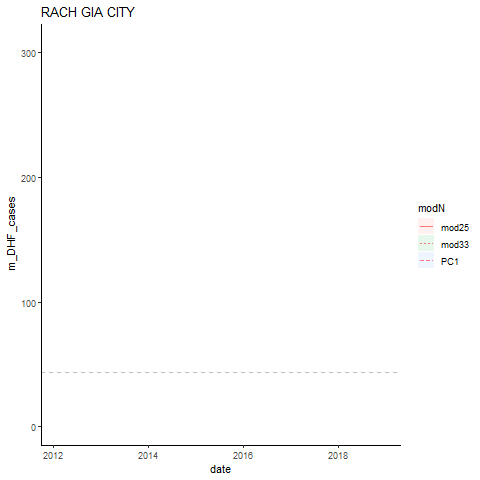 RACH GIA CITY
300
200
100
0
m_DHF_cases
2012
2014
2016
2018
date
modN
mod25
mod33
PC1